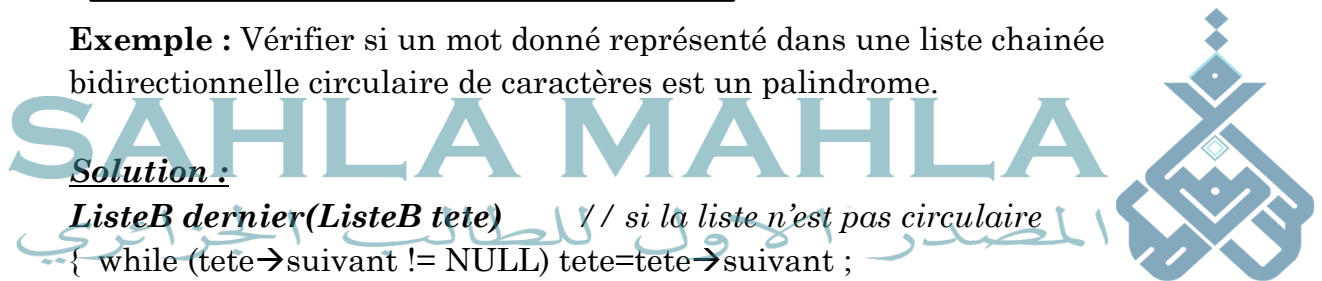 Exemple : Vérifier si un mot donné représenté dans une liste chainée
bidirectionnelle circulaire de caractères est un palindrome.
SAHLA MAHLA
Solution :
ListeB dernier(ListeB tete) // si la liste n'est pas circulaire
المصدر الاول للطالب الجزائري
{ while (tete→suivant != NULL) tete=tete→suivant ;